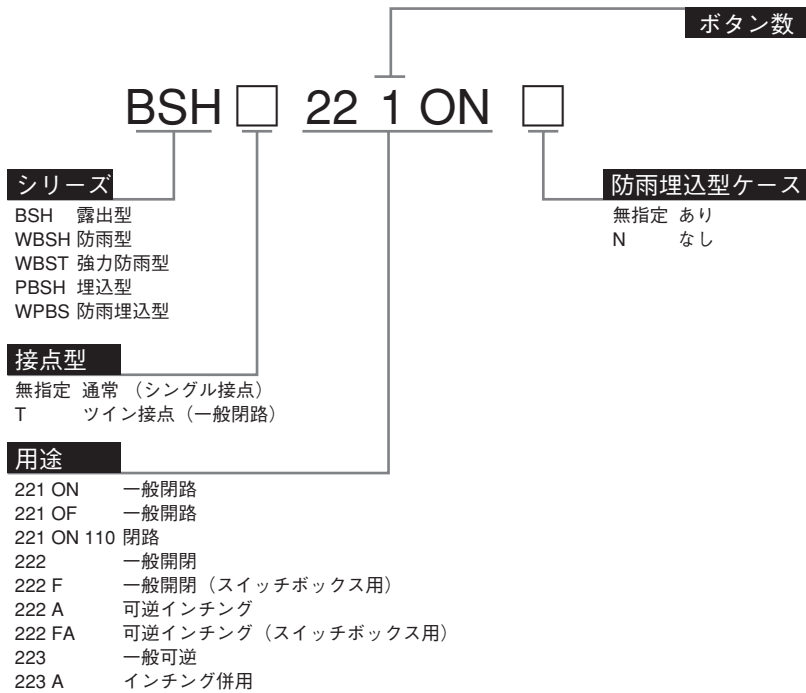 ボタン数
BSH □ 22 1 ON □
シリーズ
BSH 露出型
WBSH 防雨型
WBST 強力防雨型
PBSH 埋込型
WPBS 防雨埋込型
防雨埋込型ケース
無指定 あり
N なし
接点型
無指定 通常 （シングル接点）
T ツイン接点（一般閉路）
用途
221 ON 一般閉路
221 OF 一般開路
221 ON 110 閉路
222 一般開閉
222 F 一般開閉（スイッチボックス用）
222 A 可逆インチング
222 FA 可逆インチング（スイッチボックス用）
223 一般可逆
223 A インチング併用